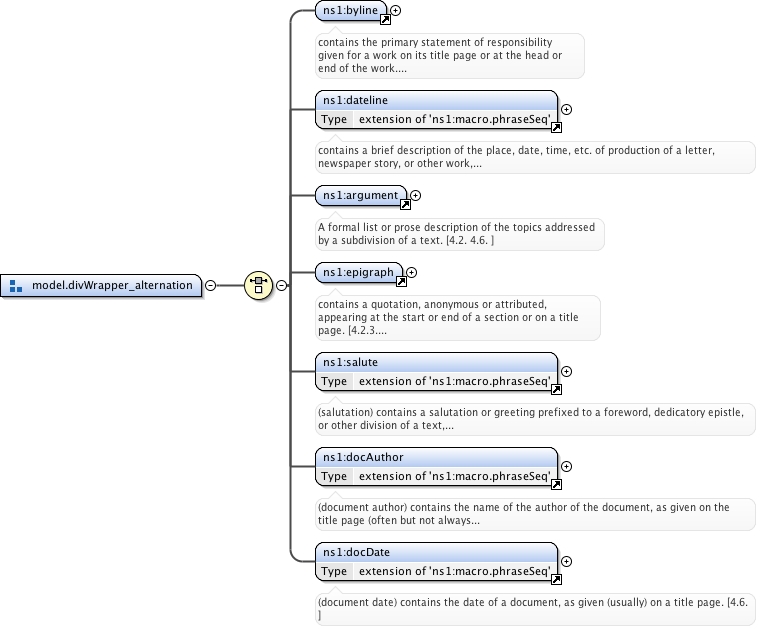 ns1:byline
contains the primary statement of responsibility
given for a work on its title page or at the head or
end of the work....
ns1:dateline
Type extension of 'ns1:macro.phraseSeq'
contains a brief description of the place, date, time, etc. of production of a letter,
newspaper story, or other work,...
ns1:argument
A formal list or prose description of the topics addressed
by a subdivision of a text. [4.2. 4.6. ]
model.divWrapper_alternation
ns1:epigraph
contains a quotation, anonymous or attributed,
appearing at the start or end of a section or on a title
page. [4.2.3....
ns1:salute
Type extension of 'ns1:macro.phraseSeq'
(salutation) contains a salutation or greeting prefixed to a foreword, dedicatory epistle,
or other division of a text,...
ns1:docAuthor
Type extension of 'ns1:macro.phraseSeq'
(document author) contains the name of the author of the document, as given on the
title page (often but not always...
ns1:docDate
Type extension of 'ns1:macro.phraseSeq'
(document date) contains the date of a document, as given (usually) on a title page. [4.6.
]